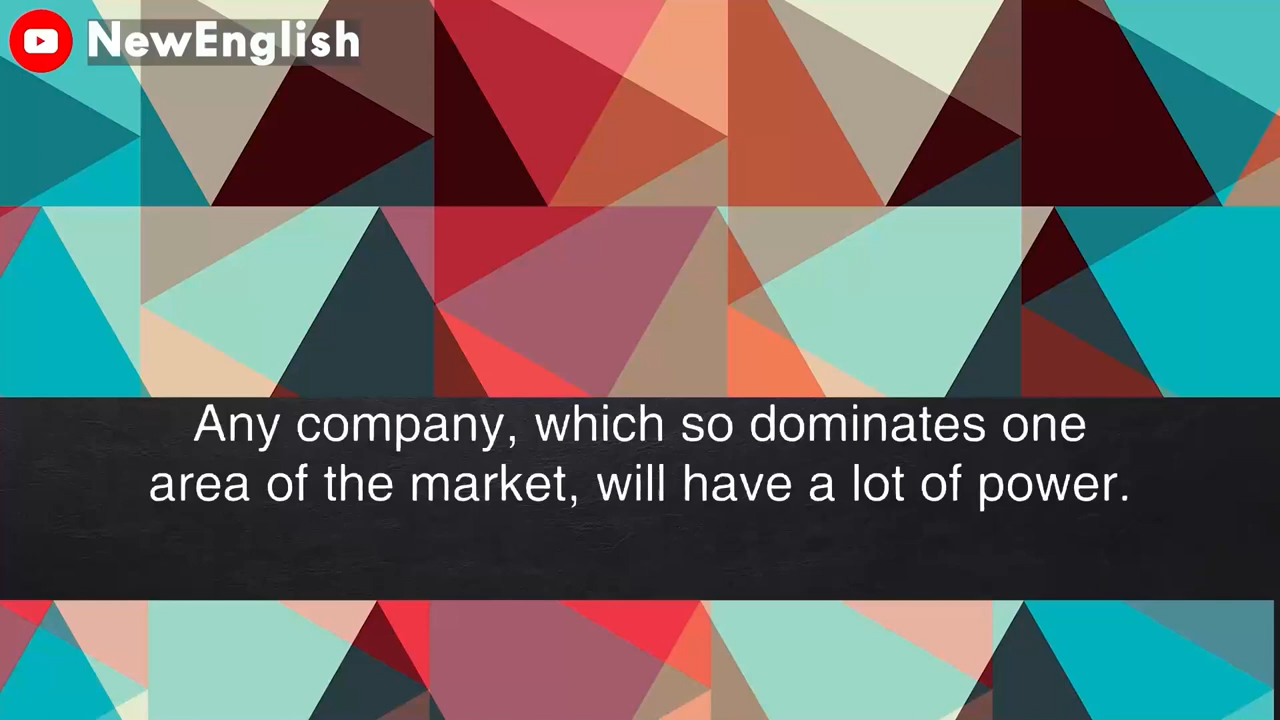 NewEnglish
Any company, which so dominates one
area of the market, will have a lot of power.